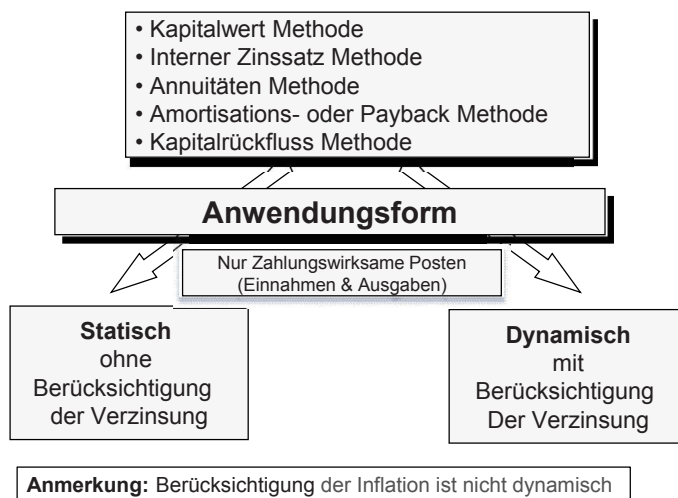 • Kapitalwert Methode
• Interner Zinssatz Methode
• Annuitäten Methode
• Amortisations- oder Payback Methode
• Kapitalrückfluss Methode
Anwendungsform
Nur Zahlungswirksame Posten
(Einnahmen & Ausgaben)
Statisch
ohne
Berücksichtigung
der Verzinsung
Dynamisch
mit
Berücksichtigung
Der Verzinsung
Anmerkung: Berücksichtigung der Inflation ist nicht dynamisch